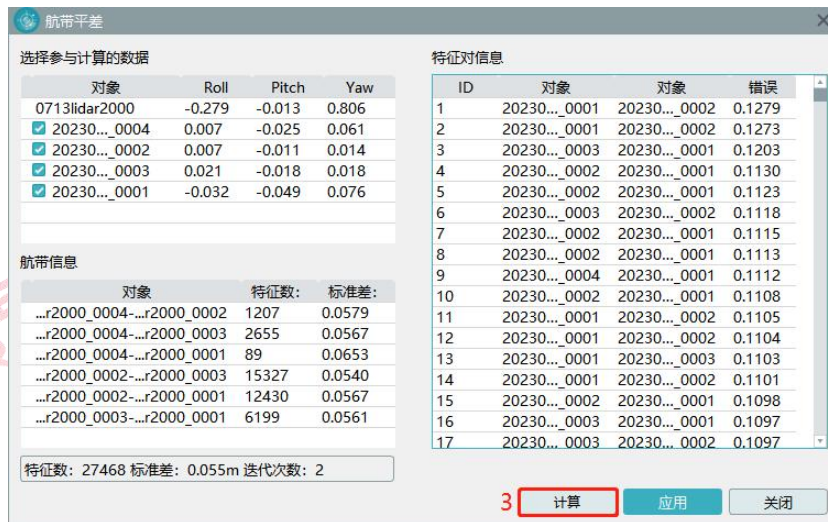 航带平差
选择参与计算的数据
对象 Roll Pitch Yaw
0713lidar2000 -0.279 -0.013 0.806
20230..._0004 0.007 -0.025 0.061
20230..._0002 0.007 -0.011 0.014
20230..._0003 0.021 -0.018 0.018
20230..._0001 -0.032 -0.049 0.076
航带信息
对象 特征数: 标准差:
...r2000_0004-...r2000_0002 1207 0.0579
...r2000_0004-...r2000_0003 2655 0.0567
...r2000_0004-...r2000_0001 89 0.0653
...r2000_0002-...r2000_0003 15327 0.0540
...r2000_0002-...r2000_0001 12430 0.0567
...r2000_0003-...r2000_0001 6199 0.0561
特征数: 27468 标准差: 0.055m 迭代次数: 2
特征对信息
ID 对象 对象 错误
1 20230..._0001 20230..._0002 0.1279
2 20230..._0001 20230..._0002 0.1273
3 20230..._0003 20230..._0001 0.1203
4 20230..._0002 20230..._0001 0.1130
5 20230..._0002 20230..._0001 0.1123
6 20230..._0003 20230..._0002 0.1118
7 20230..._0002 20230..._0001 0.1115
8 20230..._0002 20230..._0001 0.1113
9 20230..._0004 20230..._0001 0.1112
10 20230..._0002 20230..._0001 0.1108
11 20230..._0001 20230..._0002 0.1105
12 20230..._0001 20230..._0002 0.1104
13 20230..._0001 20230..._0003 0.1103
14 20230..._0001 20230..._0002 0.1101
15 20230..._0002 20230..._0001 0.1098
16 20230..._0003 20230..._0001 0.1097
17 20230..._0003 20230..._0002 0.1097
3 计算 应用 关闭